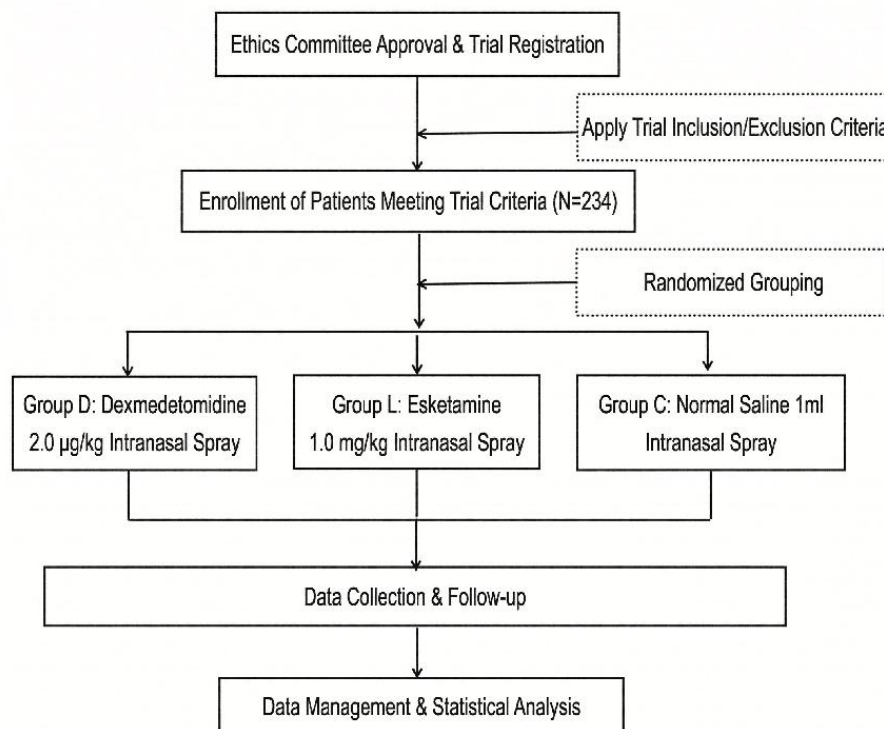 Ethics Committee Approval & Trial Registration
Apply Trial Inclusion/Exclusion Criteria
Enrollment of Patients Meeting Trial Criteria (N=234)
Randomized Grouping
Group D: Dexmedetomidine
2.0 µg/kg Intranasal Spray
Group L: Esketamine
1.0 mg/kg Intranasal Spray
Group C: Normal Saline 1ml
Intranasal Spray
Data Collection & Follow-up
Data Management & Statistical Analysis